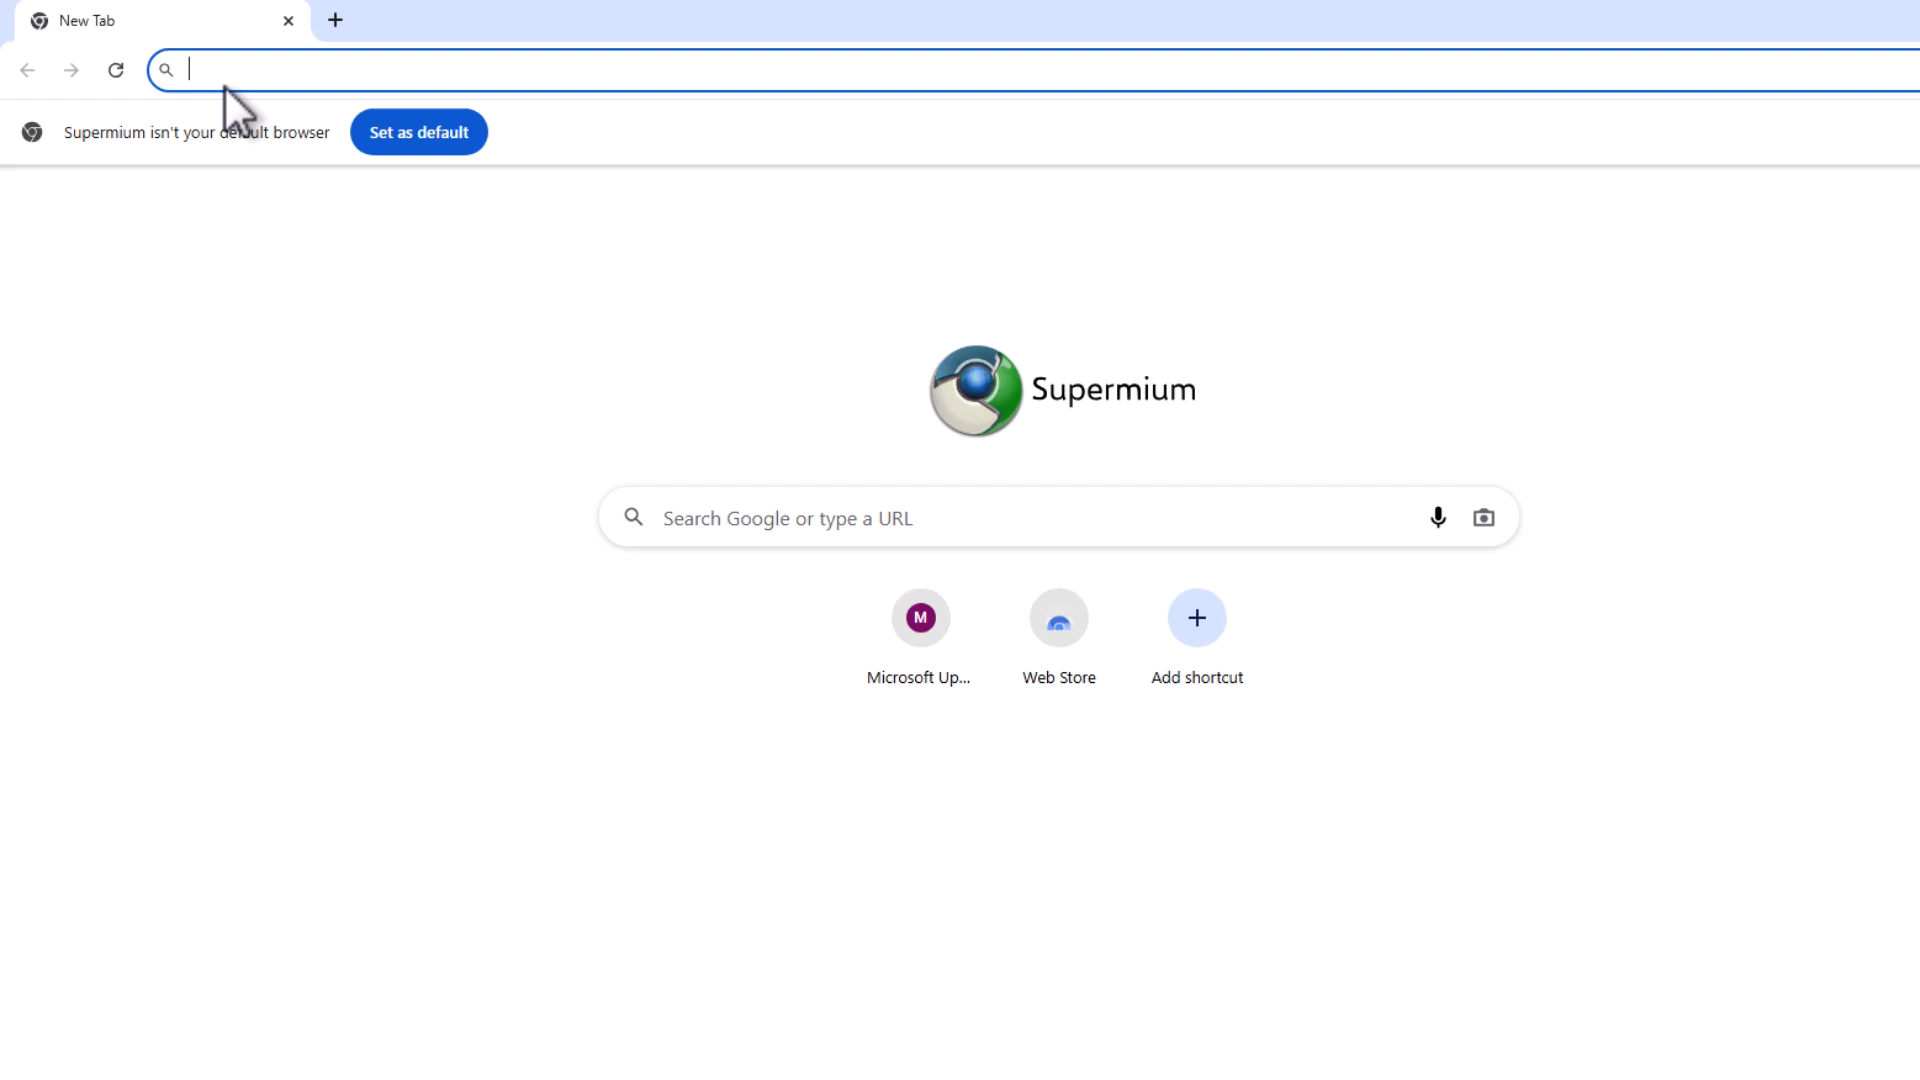 New Tab
Supermium isn't your default browser
Set as default
Supermium
Search Google or type a URL
M
Microsoft Up...
Web Store
Add shortcut